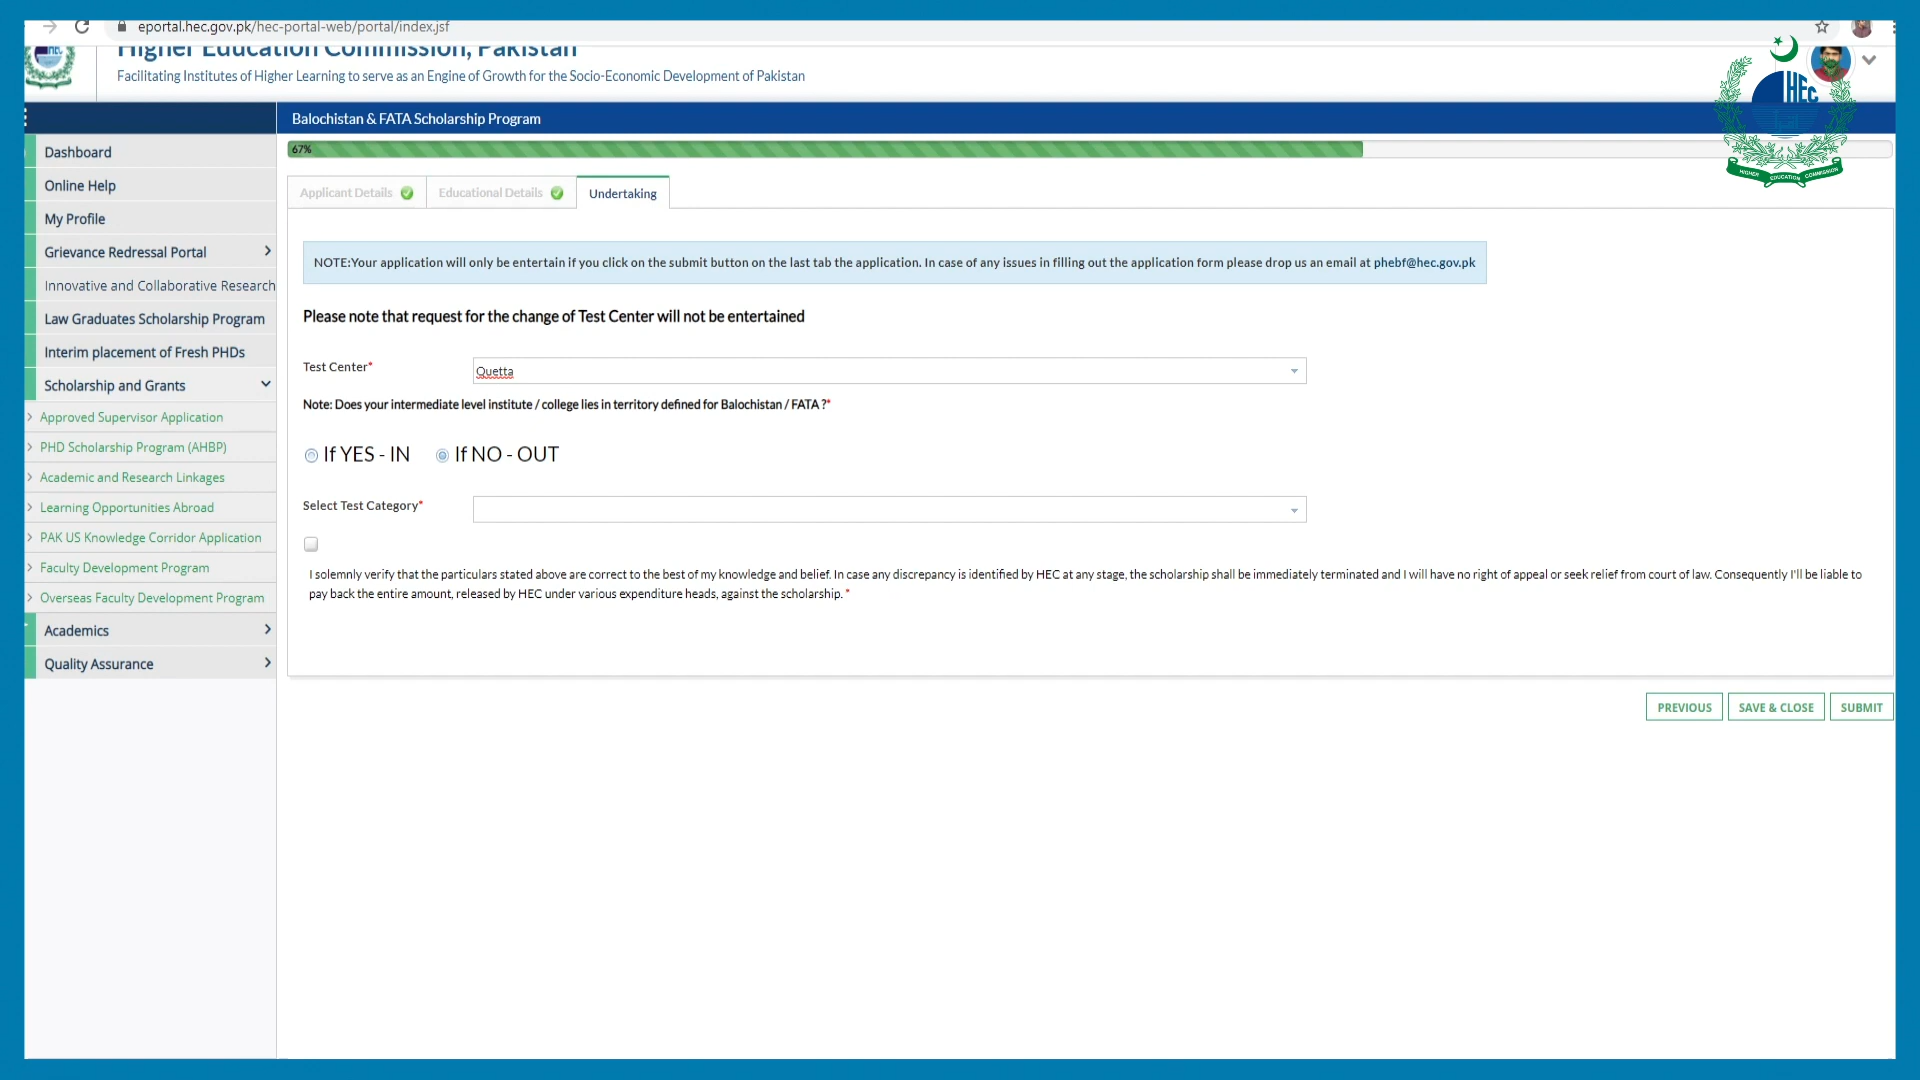 eportal.hec.gov.pk/hec-portal-web/portal/index.jsf
Higher Education Commission, Pakistan
Facilitating Institutes of Higher Learning to serve as an Engine of Growth for the Socio-Economic Development of Pakistan
HEC
HIGHER EDUCATION COMMISSION
Balochistan & FATA Scholarship Program
67%
Dashboard
Online Help
My Profile
Grievance Redressal Portal
Innovative and Collaborative Research
Law Graduates Scholarship Program
Interim placement of Fresh PHDs
Scholarship and Grants
Approved Supervisor Application
PHD Scholarship Program (AHBP)
Academic and Research Linkages
Learning Opportunities Abroad
PAK US Knowledge Corridor Application
Faculty Development Program
Overseas Faculty Development Program
Academics
Quality Assurance
Applicant Details
Educational Details
Undertaking
NOTE:Your application will only be entertain if you click on the submit button on the last tab the application. In case of any issues in filling out the application form please drop us an email at phebf@hec.gov.pk
Please note that request for the change of Test Center will not be entertained
Test Center*
Quetta
Note: Does your intermediate level institute / college lies in territory defined for Balochistan / FATA ?*
If YES - IN
If NO - OUT
Select Test Category*
I solemnly verify that the particulars stated above are correct to the best of my knowledge and belief. In case any discrepancy is identified by HEC at any stage, the scholarship shall be immediately terminated and I will have no right of appeal or seek relief from court of law. Consequently I'll be liable to
pay back the entire amount, released by HEC under various expenditure heads, against the scholarship. *
PREVIOUS
SAVE & CLOSE
SUBMIT